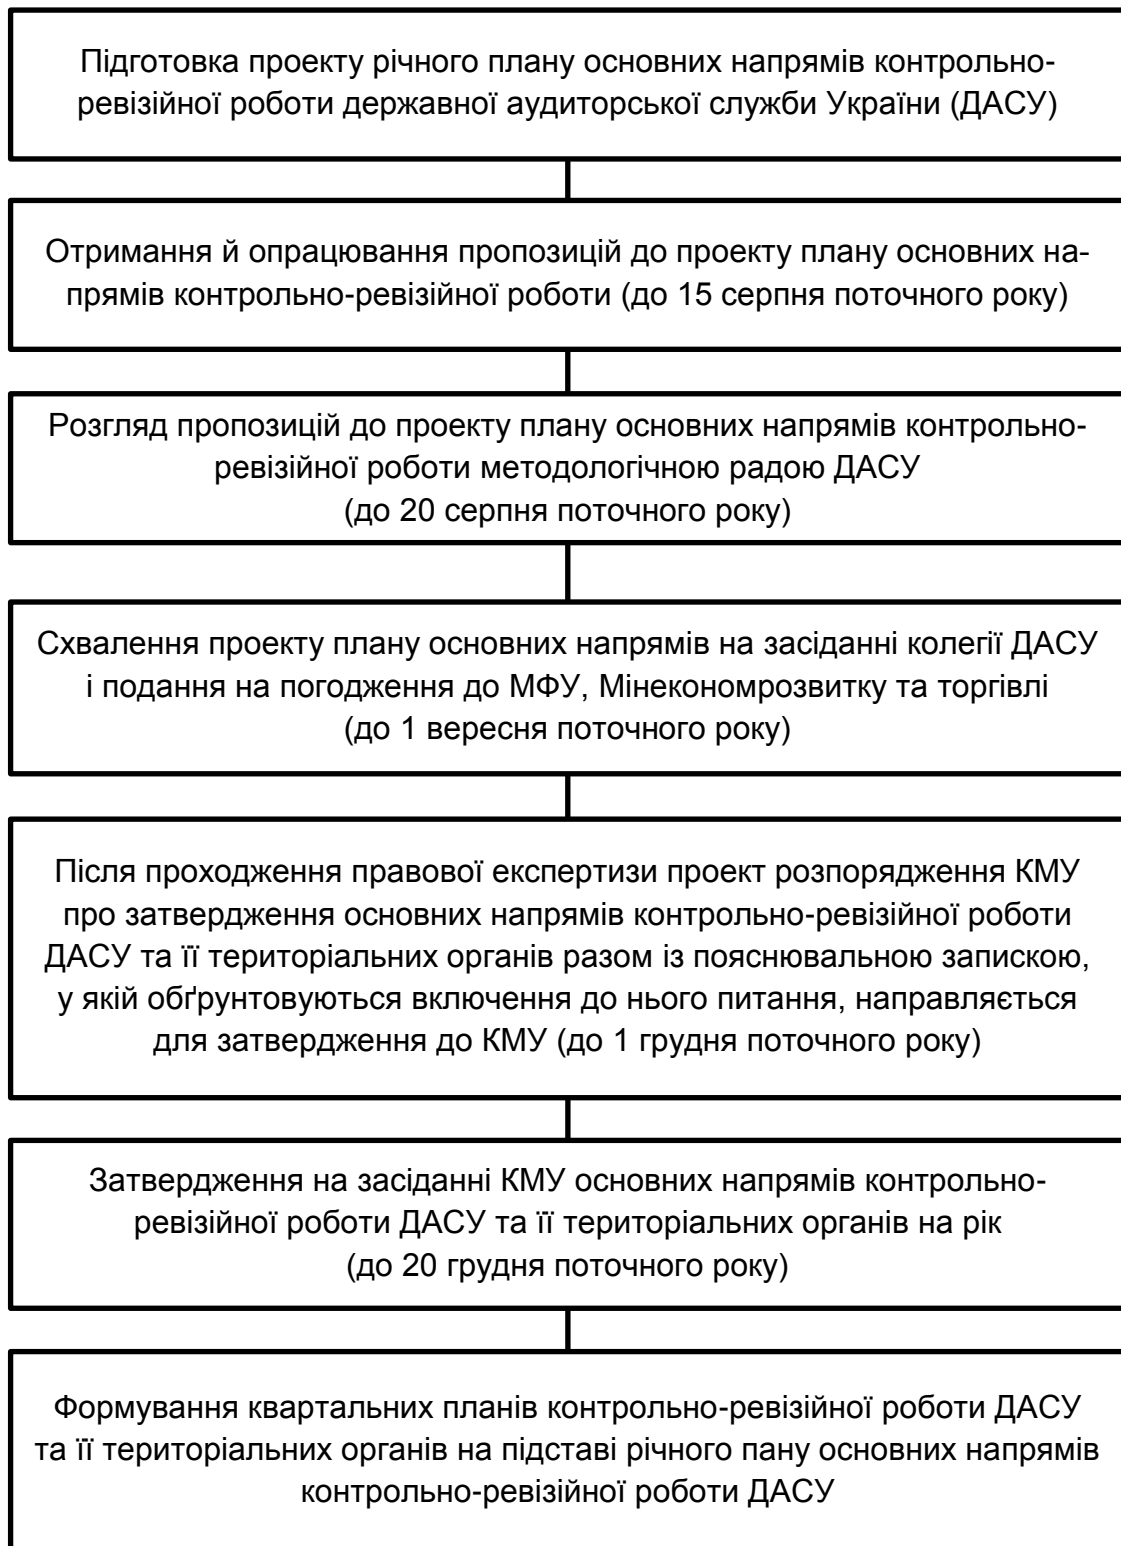 Підготовка проекту річного плану основних напрямів контрольно-
ревізійної роботи державної аудиторської служби України (ДАСУ)
Отримання й опрацювання пропозицій до проекту плану основних на-
прямів контрольно-ревізійної роботи (до 15 серпня поточного року)
Розгляд пропозицій до проекту плану основних напрямів контрольно-
ревізійної роботи методологічною радою ДАСУ
(до 20 серпня поточного року)
Схвалення проекту плану основних напрямів на засіданні колегії ДАСУ
і подання на погодження до МФУ, Мінекономрозвитку та торгівлі
(до 1 вересня поточного року)
Після проходження правової експертизи проект розпорядження КМУ
про затвердження основних напрямів контрольно-ревізійної роботи
ДАСУ та її територіальних органів разом із пояснювальною запискою,
у якій обґрунтовуються включення до нього питання, направляється
для затвердження до КМУ (до 1 грудня поточного року)
Затвердження на засіданні КМУ основних напрямів контрольно-
ревізійної роботи ДАСУ та її територіальних органів на рік
(до 20 грудня поточного року)
Формування квартальних планів контрольно-ревізійної роботи ДАСУ
та її територіальних органів на підставі річного пану основних напрямів
контрольно-ревізійної роботи ДАСУ